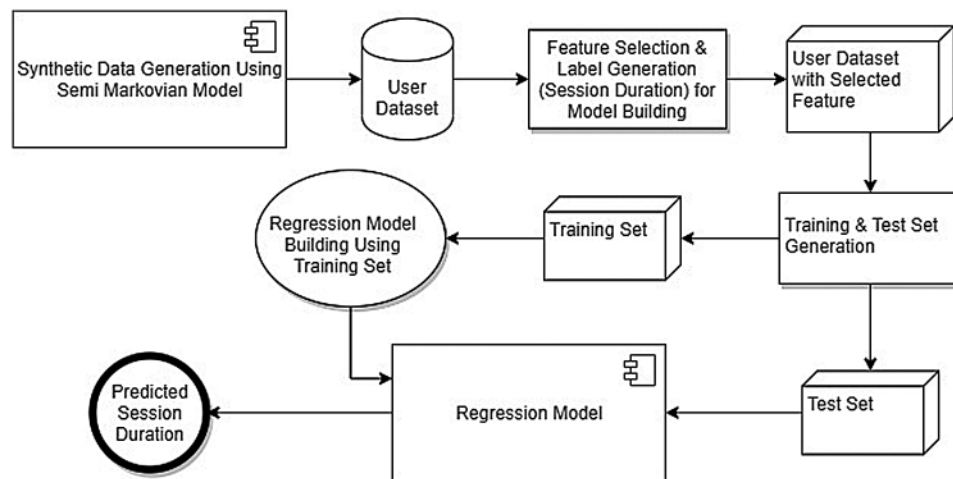 Synthetic Data Generation Using
Semi Markovian Model
User
Dataset
Feature Selection &
Label Generation
(Session Duration) for
Model Building
User Dataset
with Selected
Feature
Regression Model
Building Using
Training Set
Training Set
Training & Test Set
Generation
Predicted
Session
Duration
Regression Model
Test Set